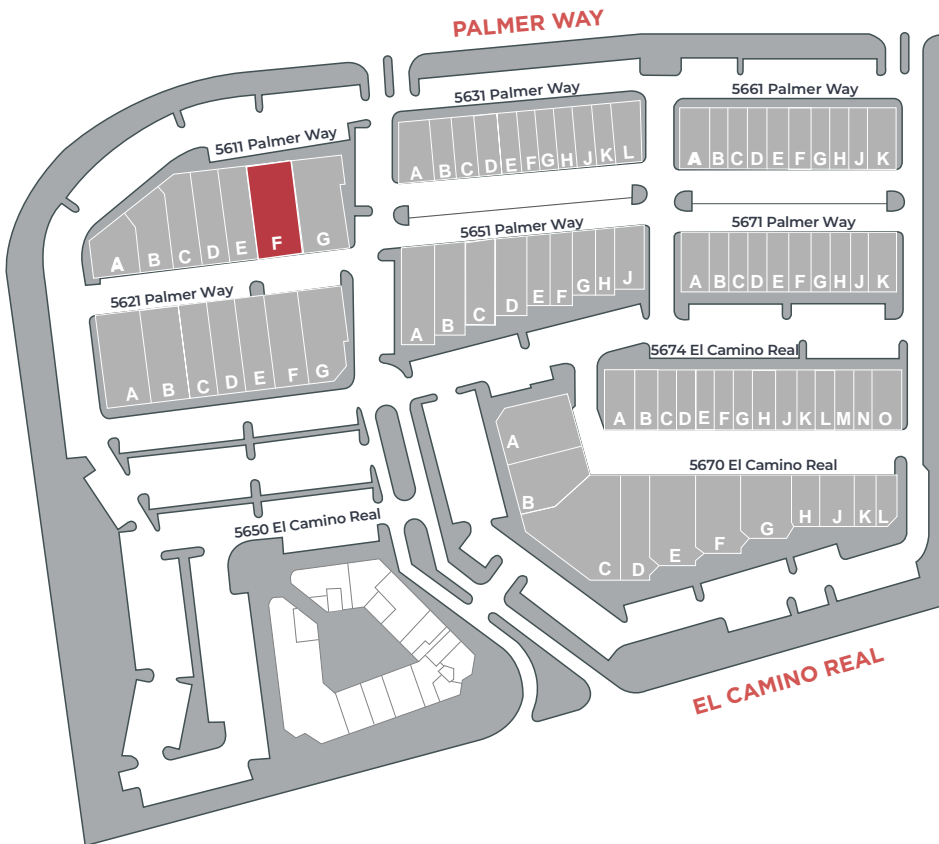 PALMER WAY
5631 Palmer Way
A B C D E F G H J K L
5661 Palmer Way
A B C D E F G H J K
5611 Palmer Way
A B C D E F G
5651 Palmer Way
A B C D E F G H J
5671 Palmer Way
A B C D E F G H J K
5621 Palmer Way
A B C D E F G
5674 El Camino Real
A B C D E F G H J K L M N O
5670 El Camino Real
A
B
C D E F G H J K L
5650 El Camino Real
EL CAMINO REAL